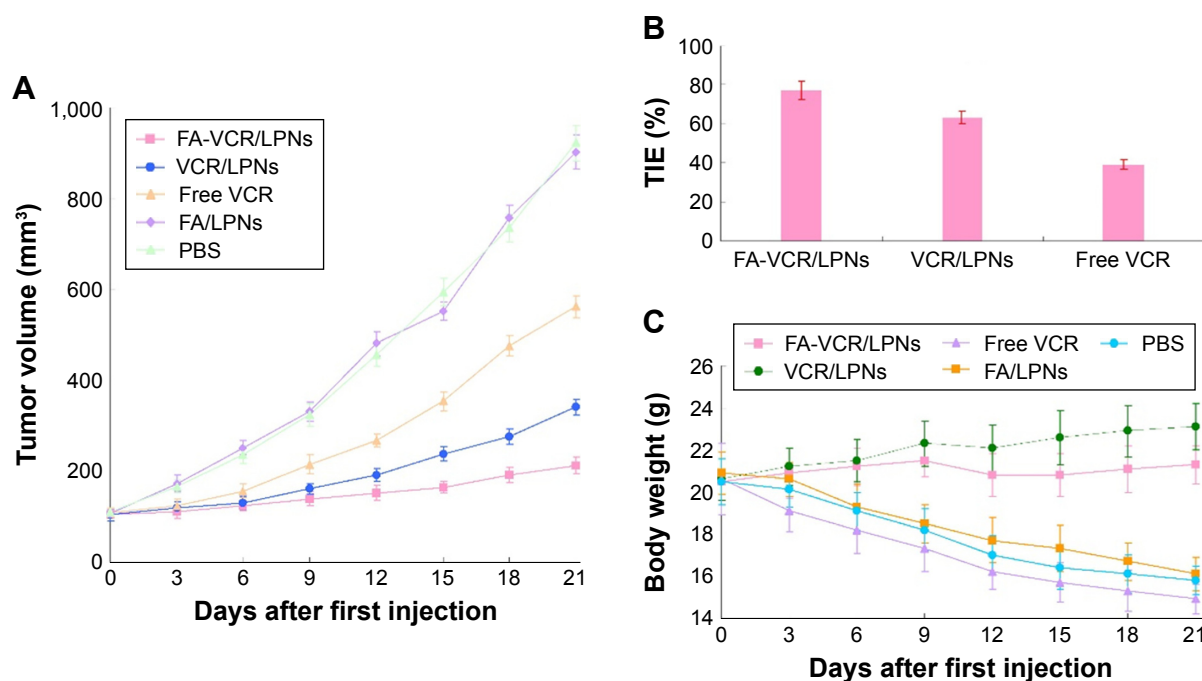 A
1,000
800
600
400
200
0
Tumor volume (mm³)
FA-VCR/LPNs
VCR/LPNs
Free VCR
FA/LPNs
PBS
0 3 6 9 12 15 18 21
Days after first injection
B
100
80
60
40
20
0
TIE (%)
FA-VCR/LPNs VCR/LPNs Free VCR
C
FA-VCR/LPNs Free VCR PBS
VCR/LPNs FA/LPNs
26
24
22
20
18
16
14
Body weight (g)
0 3 6 9 12 15 18 21
Days after first injection